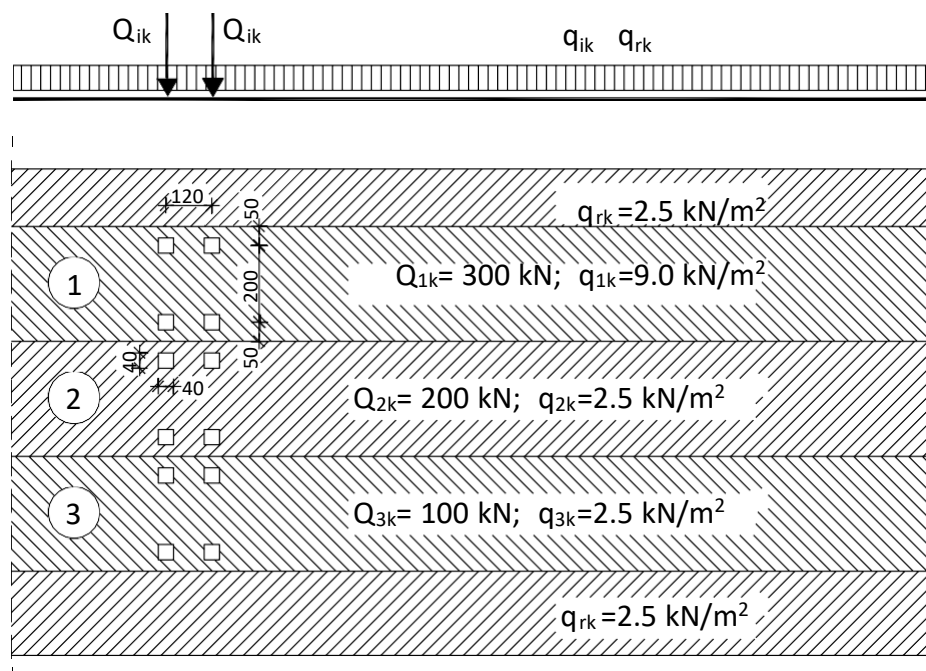 Qik Qik qik qrk
120
50
qrk =2.5 kN/m²
1
200
Q1k= 300 kN; q1k=9.0 kN/m²
50
40
40
2
Q2k= 200 kN; q2k=2.5 kN/m²
3
Q3k= 100 kN; q3k=2.5 kN/m²
qrk =2.5 kN/m²